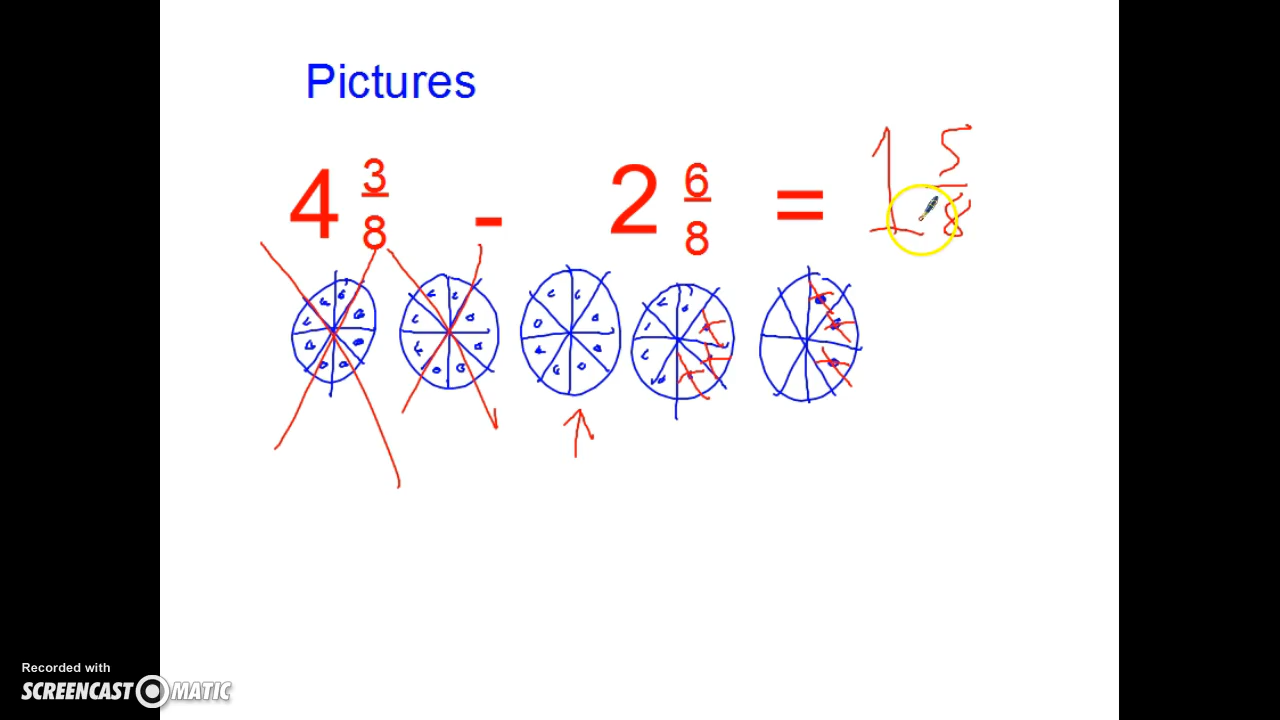 Pictures
4 3/8 - 2 6/8 = 1 5/8
Recorded with
SCREENCAST O MATIC